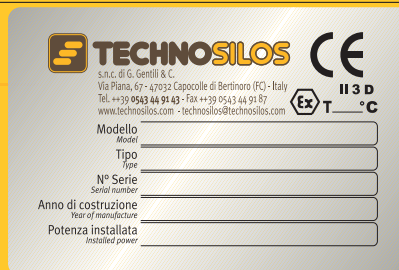 TECHNOSILOS
CE
s.n.c. di G. Gentili & C.
Via Piana, 67 - 47032 Capocolle di Bertinoro (FC) - Italy
Tel. ++39 0543 44 91 43 - Fax ++39 0543 44 91 87
www.technosilos.com - technosilos@technosilos.com
Ex
II 3 D
T____°C
Modello
Model
Tipo
Type
N° Serie
Serial number
Anno di costruzione
Year of manufacture
Potenza installata
Installed power